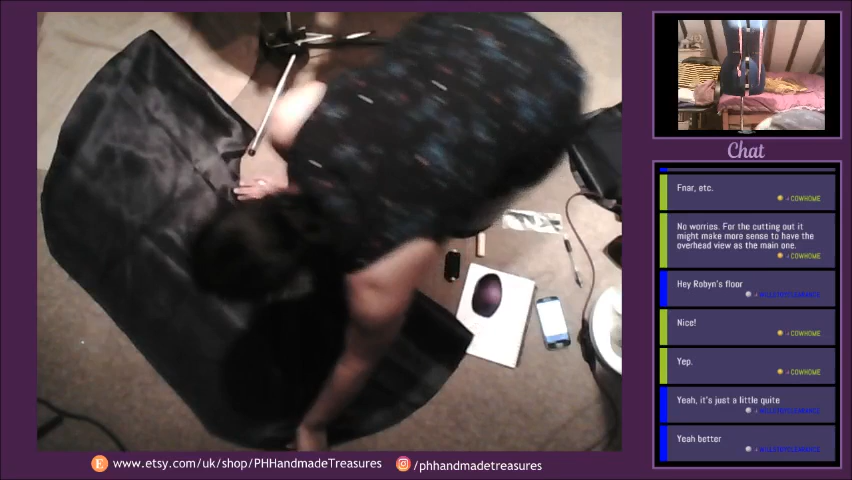 Chat
Fnar, etc.
COWHOME
No worries. For the cutting out it
might make more sense to have the
overhead view as the main one.
COWHOME
Hey Robyn's floor
Nice!
COWHOME
Yep.
COWHOME
Yeah, it's just a little quite
Yeah better
www.etsy.com/uk/shop/PHHandmadeTreasures
/phhandmadetreasures